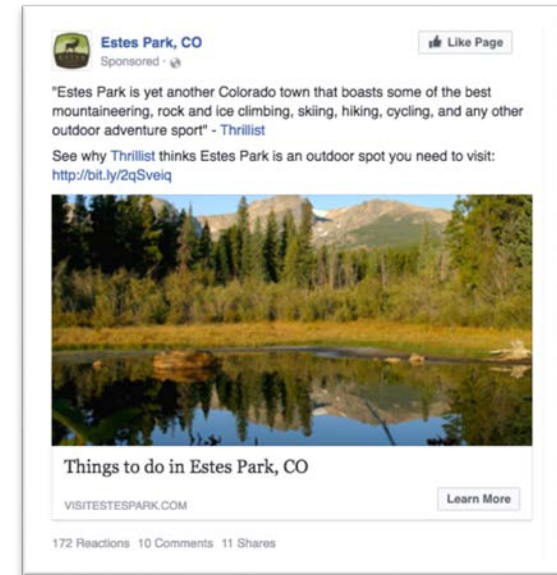 Estes Park, CO
Like Page
Sponsored ·
"Estes Park is yet another Colorado town that boasts some of the best
mountaineering, rock and ice climbing, skiing, hiking, cycling, and any other
outdoor adventure sport" - Thrillist
See why Thrillist thinks Estes Park is an outdoor spot you need to visit:
http://bit.ly/2qSveiq
Things to do in Estes Park, CO
VISITESTESPARK.COM
Learn More
172 Reactions 10 Comments 11 Shares